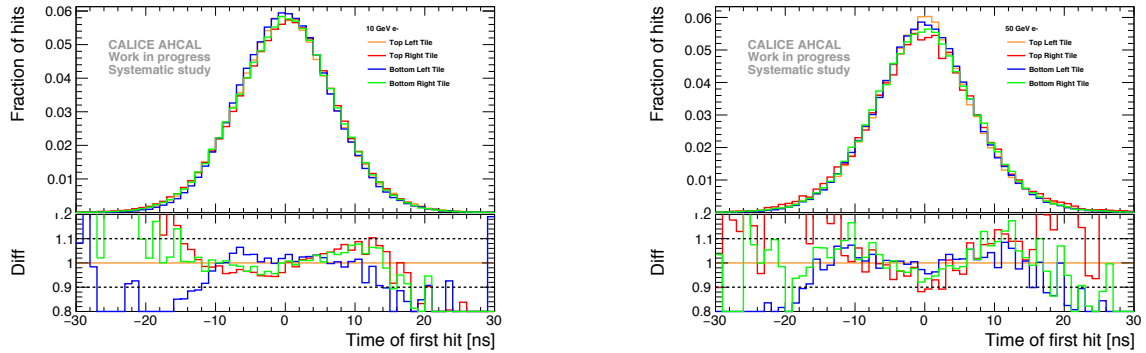 Fraction of hits
0.06
0.05
0.04
0.03
0.02
0.01
CALICE AHCAL
Work in progress
Systematic study
10 GeV e-
Top Left Tile
Top Right Tile
Bottom Left Tile
Bottom Right Tile
Diff
1.2
1.1
1
0.9
0.8
−30 −20 −10 0 10 20 30
Time of first hit [ns]
Fraction of hits
0.06
0.05
0.04
0.03
0.02
0.01
CALICE AHCAL
Work in progress
Systematic study
50 GeV e-
Top Left Tile
Top Right Tile
Bottom Left Tile
Bottom Right Tile
Diff
1.2
1.1
1
0.9
0.8
−30 −20 −10 0 10 20 30
Time of first hit [ns]